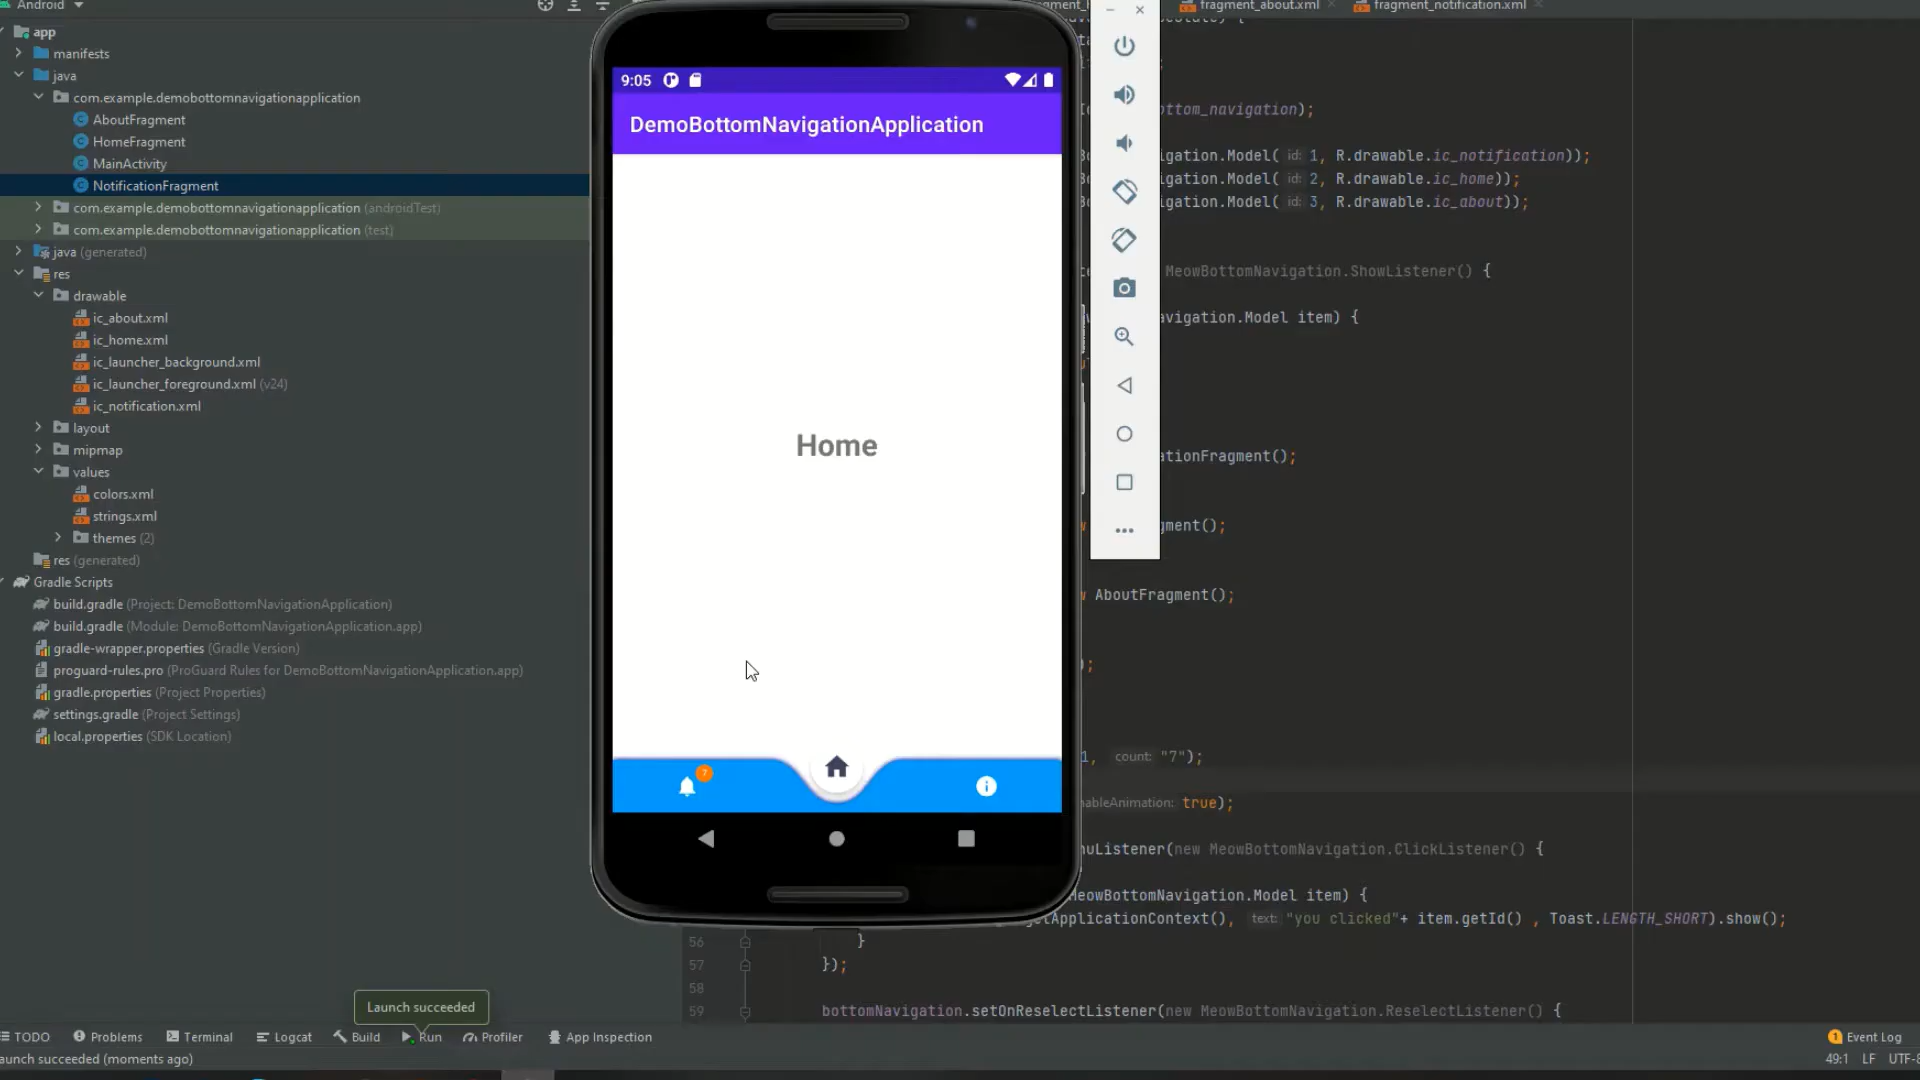 Android
fragment_about.xml
fragment_notification.xml
app
manifests
java
com.example.demobottomnavigationapplication
AboutFragment
HomeFragment
MainActivity
NotificationFragment
com.example.demobottomnavigationapplication (androidTest)
com.example.demobottomnavigationapplication (test)
java (generated)
res
drawable
ic_about.xml
ic_home.xml
ic_launcher_background.xml
ic_launcher_foreground.xml (v24)
ic_notification.xml
layout
mipmap
values
colors.xml
strings.xml
themes (2)
res (generated)
Gradle Scripts
build.gradle (Project: DemoBottomNavigationApplication)
build.gradle (Module: DemoBottomNavigationApplication.app)
gradle-wrapper.properties (Gradle Version)
proguard-rules.pro (ProGuard Rules for DemoBottomNavigationApplication.app)
gradle.properties (Project Properties)
settings.gradle (Project Settings)
local.properties (SDK Location)
9:05
DemoBottomNavigationApplication
Home
7
) {
ttom_navigation);
igation.Model( id: 1, R.drawable.ic_notification));
igation.Model( id: 2, R.drawable.ic_home));
igation.Model( id: 3, R.drawable.ic_about));
MeowBottomNavigation.ShowListener() {
avigation.Model item) {
ationFragment();
gment();
AboutFragment();
);
1, count: "7");
nableAnimation: true);
nuListener(new MeowBottomNavigation.ClickListener() {
MeowBottomNavigation.Model item) {
etApplicationContext(), text: "you clicked"+ item.getId() , Toast.LENGTH_SHORT).show();
56 }
57 });
58
59 bottomNavigation.setOnReselectListener(new MeowBottomNavigation.ReselectListener() {
Launch succeeded
TODO Problems Terminal Logcat Build Run Profiler App Inspection
1 Event Log
aunch succeeded (moments ago)
49:1 LF UTF-8